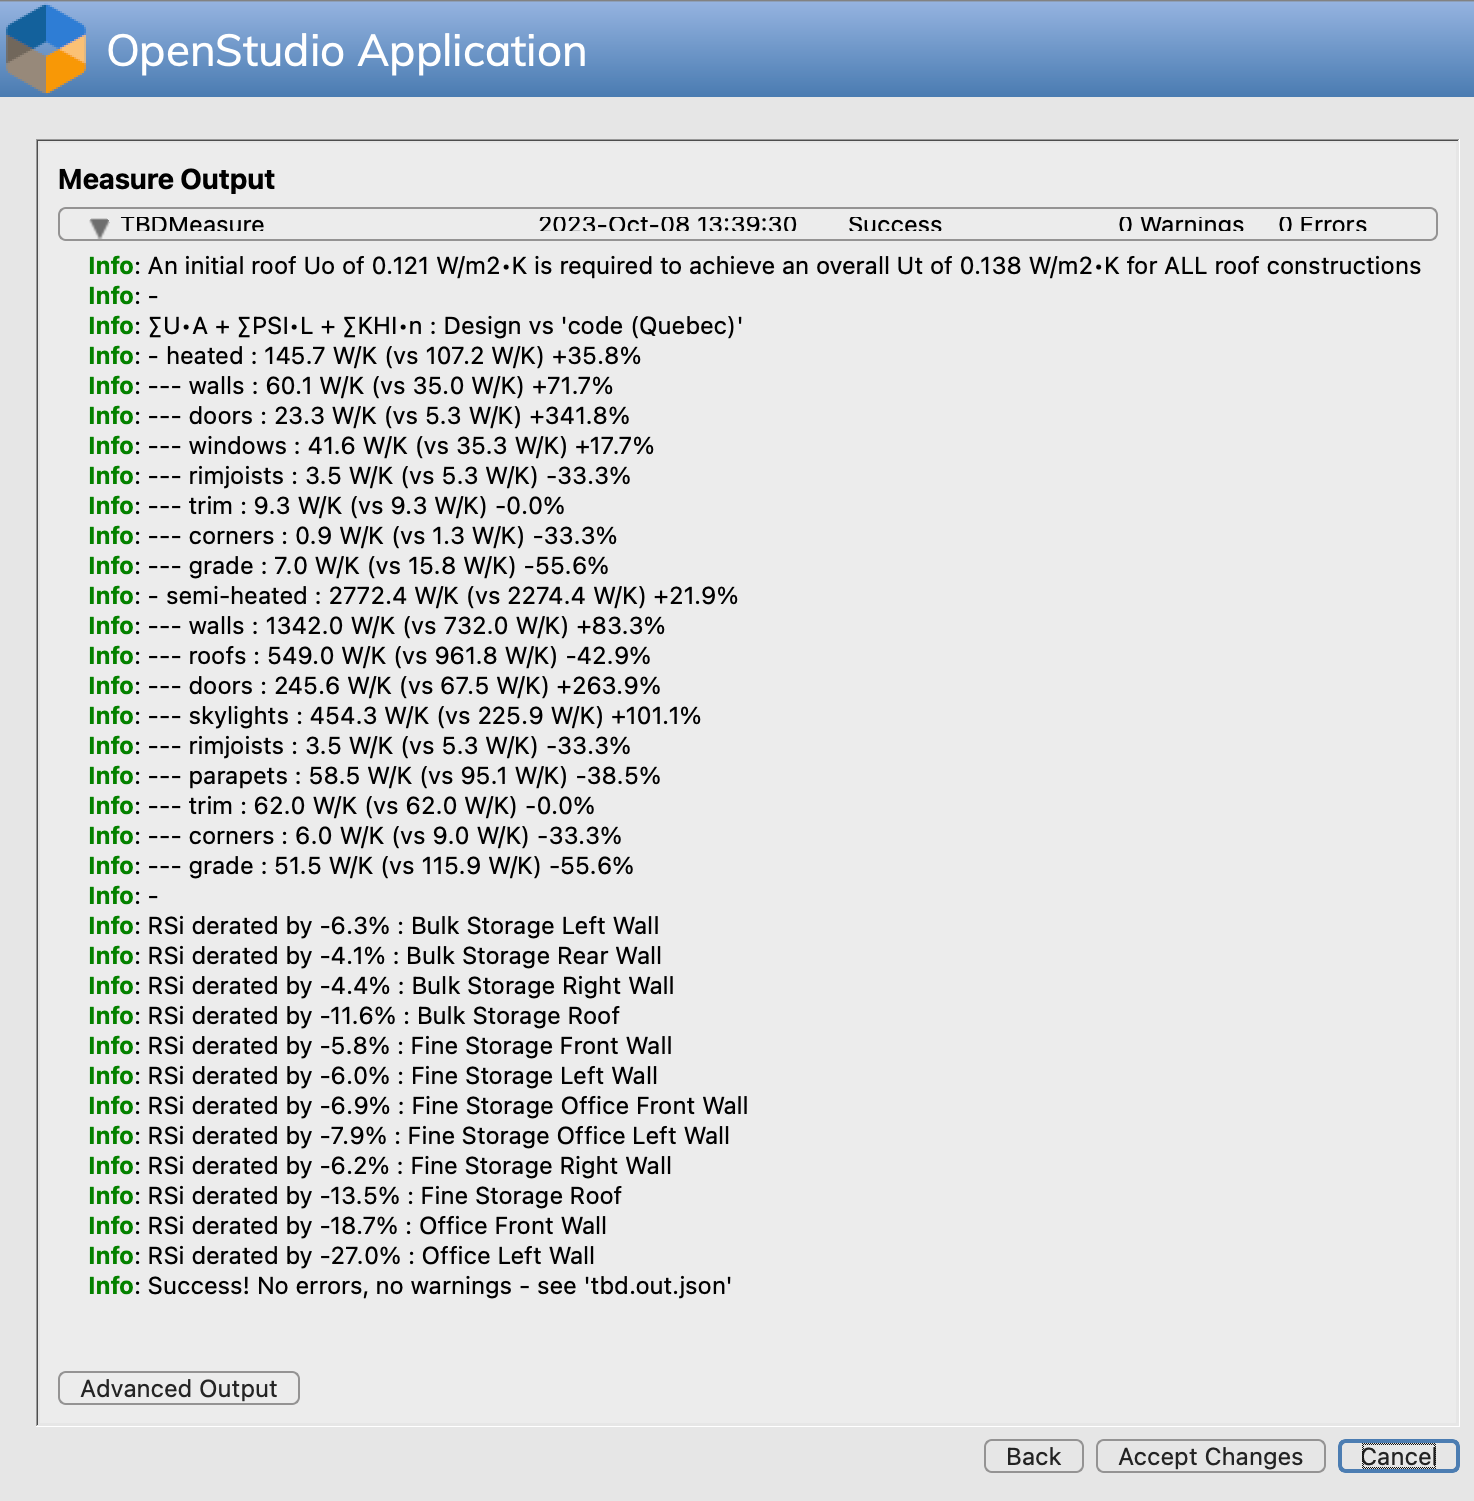 OpenStudio Application
Measure Output
TBDMeasure 2023-Oct-08 13:39:30 Success 0 Warnings 0 Errors
Info: An initial roof Uo of 0.121 W/m2•K is required to achieve an overall Ut of 0.138 W/m2•K for ALL roof constructions
Info: -
Info: ∑U•A + ∑PSI•L + ∑KHI•n : Design vs 'code (Quebec)'
Info: - heated : 145.7 W/K (vs 107.2 W/K) +35.8%
Info: --- walls : 60.1 W/K (vs 35.0 W/K) +71.7%
Info: --- doors : 23.3 W/K (vs 5.3 W/K) +341.8%
Info: --- windows : 41.6 W/K (vs 35.3 W/K) +17.7%
Info: --- rimjoists : 3.5 W/K (vs 5.3 W/K) -33.3%
Info: --- trim : 9.3 W/K (vs 9.3 W/K) -0.0%
Info: --- corners : 0.9 W/K (vs 1.3 W/K) -33.3%
Info: --- grade : 7.0 W/K (vs 15.8 W/K) -55.6%
Info: - semi-heated : 2772.4 W/K (vs 2274.4 W/K) +21.9%
Info: --- walls : 1342.0 W/K (vs 732.0 W/K) +83.3%
Info: --- roofs : 549.0 W/K (vs 961.8 W/K) -42.9%
Info: --- doors : 245.6 W/K (vs 67.5 W/K) +263.9%
Info: --- skylights : 454.3 W/K (vs 225.9 W/K) +101.1%
Info: --- rimjoists : 3.5 W/K (vs 5.3 W/K) -33.3%
Info: --- parapets : 58.5 W/K (vs 95.1 W/K) -38.5%
Info: --- trim : 62.0 W/K (vs 62.0 W/K) -0.0%
Info: --- corners : 6.0 W/K (vs 9.0 W/K) -33.3%
Info: --- grade : 51.5 W/K (vs 115.9 W/K) -55.6%
Info: -
Info: RSi derated by -6.3% : Bulk Storage Left Wall
Info: RSi derated by -4.1% : Bulk Storage Rear Wall
Info: RSi derated by -4.4% : Bulk Storage Right Wall
Info: RSi derated by -11.6% : Bulk Storage Roof
Info: RSi derated by -5.8% : Fine Storage Front Wall
Info: RSi derated by -6.0% : Fine Storage Left Wall
Info: RSi derated by -6.9% : Fine Storage Office Front Wall
Info: RSi derated by -7.9% : Fine Storage Office Left Wall
Info: RSi derated by -6.2% : Fine Storage Right Wall
Info: RSi derated by -13.5% : Fine Storage Roof
Info: RSi derated by -18.7% : Office Front Wall
Info: RSi derated by -27.0% : Office Left Wall
Info: Success! No errors, no warnings - see 'tbd.out.json'
Advanced Output
Back Accept Changes Cancel